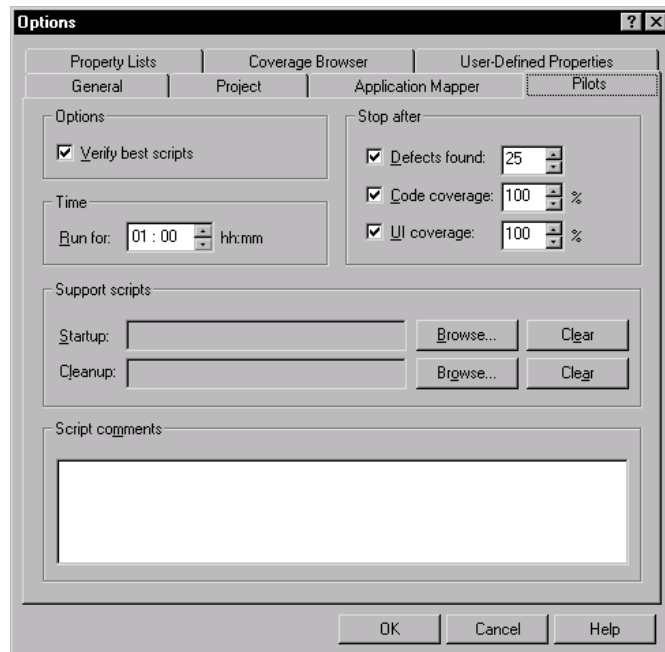 Options
Property Lists Coverage Browser User-Defined Properties
General Project Application Mapper Pilots
Options
Verify best scripts
Stop after
Defects found: 25
Code coverage: 100 %
UI coverage: 100 %
Time
Run for: 01 : 00 hh:mm
Support scripts
Startup: Browse... Clear
Cleanup: Browse... Clear
Script comments
OK Cancel Help